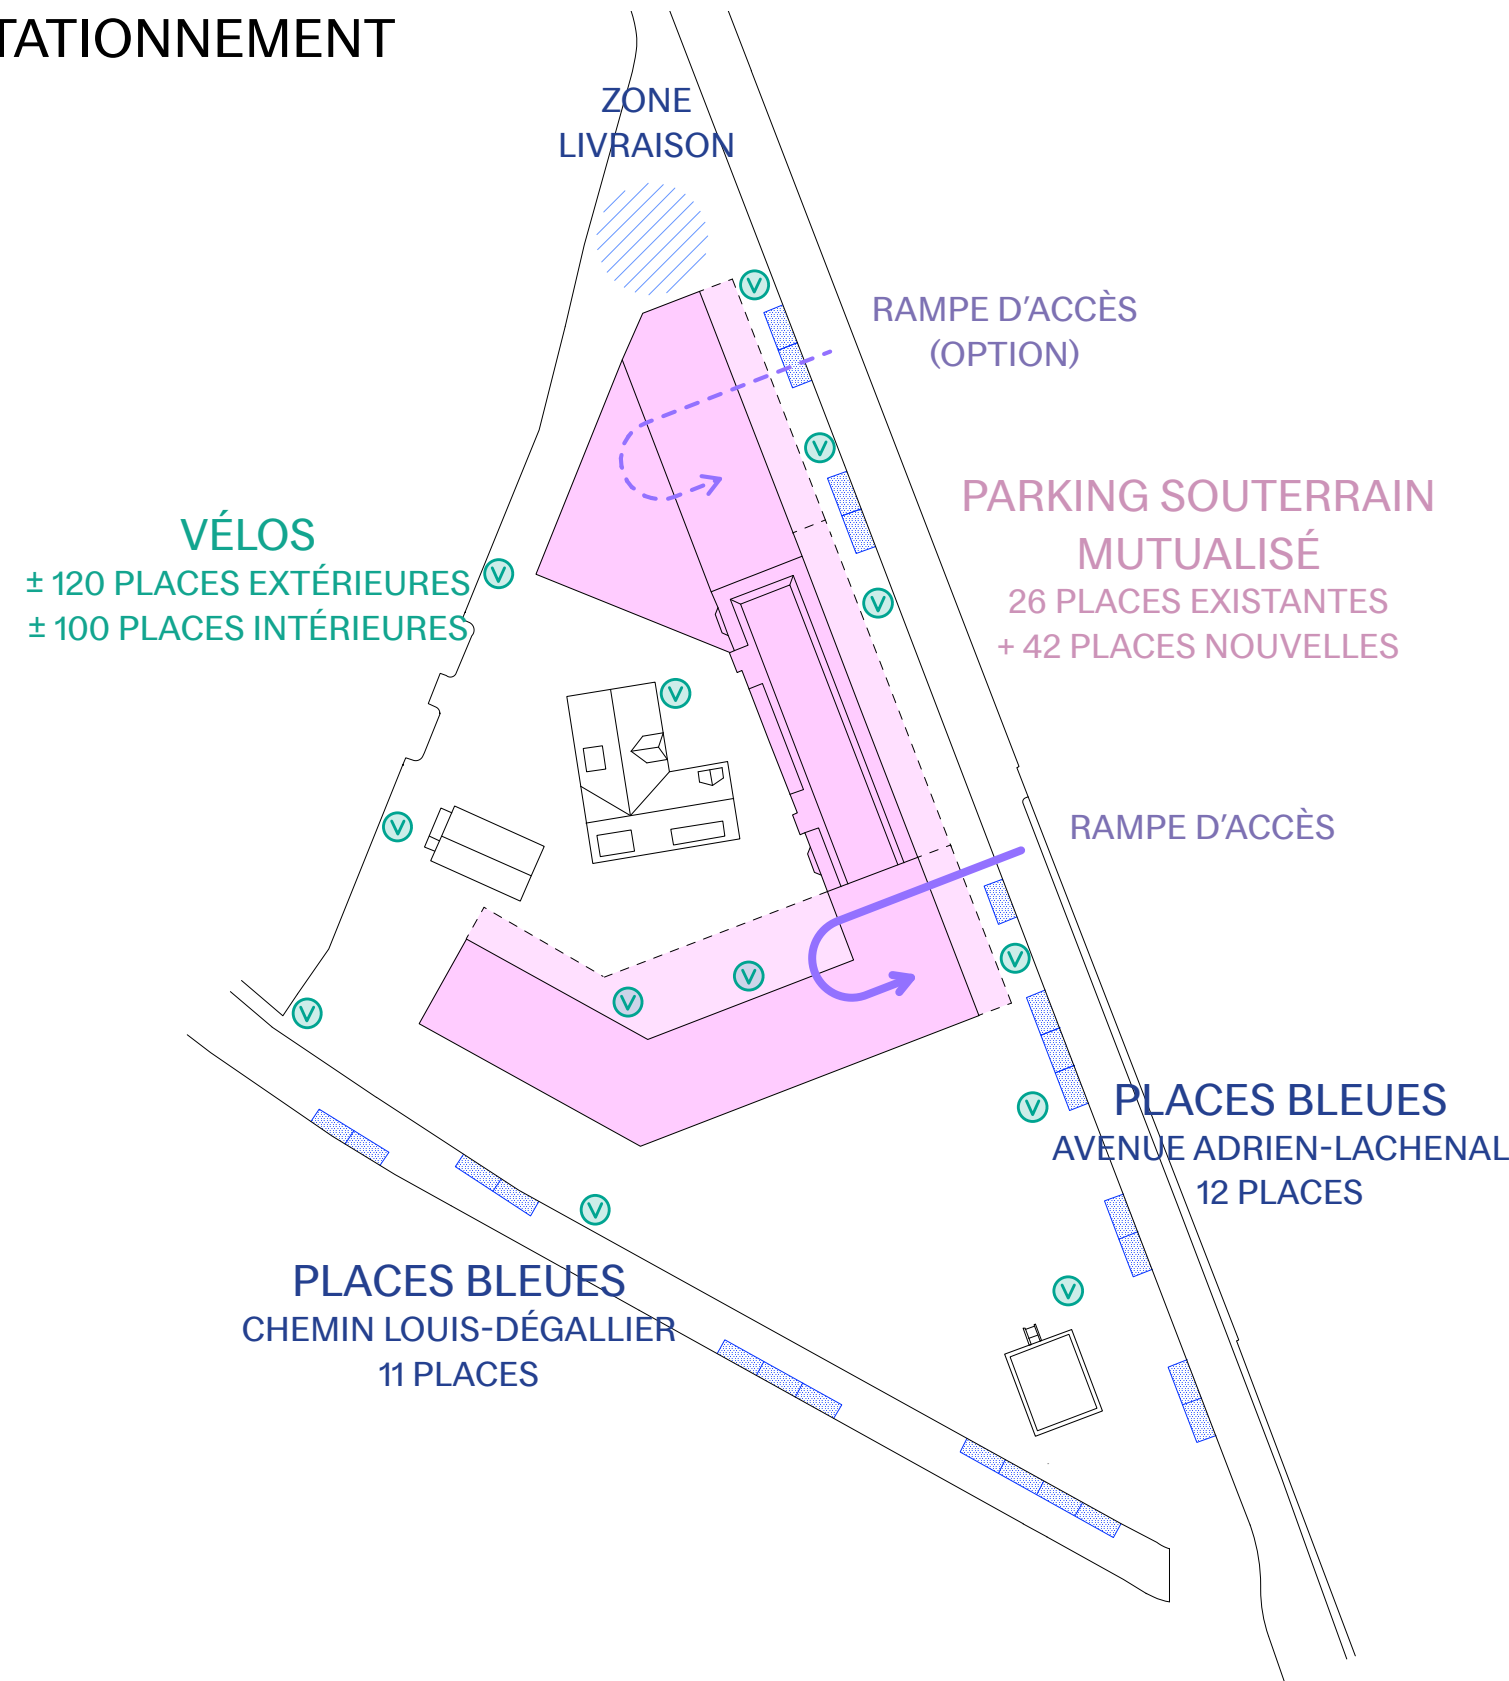 TATIONNEMENT
ZONE
LIVRAISON
V
RAMPE D'ACCÈS
(OPTION)
V
PARKING SOUTERRAIN
MUTUALISÉ
26 PLACES EXISTANTES
+ 42 PLACES NOUVELLES
VÉLOS
± 120 PLACES EXTÉRIEURES
± 100 PLACES INTÉRIEURES
V
V
V
V
RAMPE D'ACCÈS
V
V
V
V
V
PLACES BLEUES
AVENUE ADRIEN-LACHENAL
12 PLACES
V
V
PLACES BLEUES
CHEMIN LOUIS-DÉGALLIER
11 PLACES
V